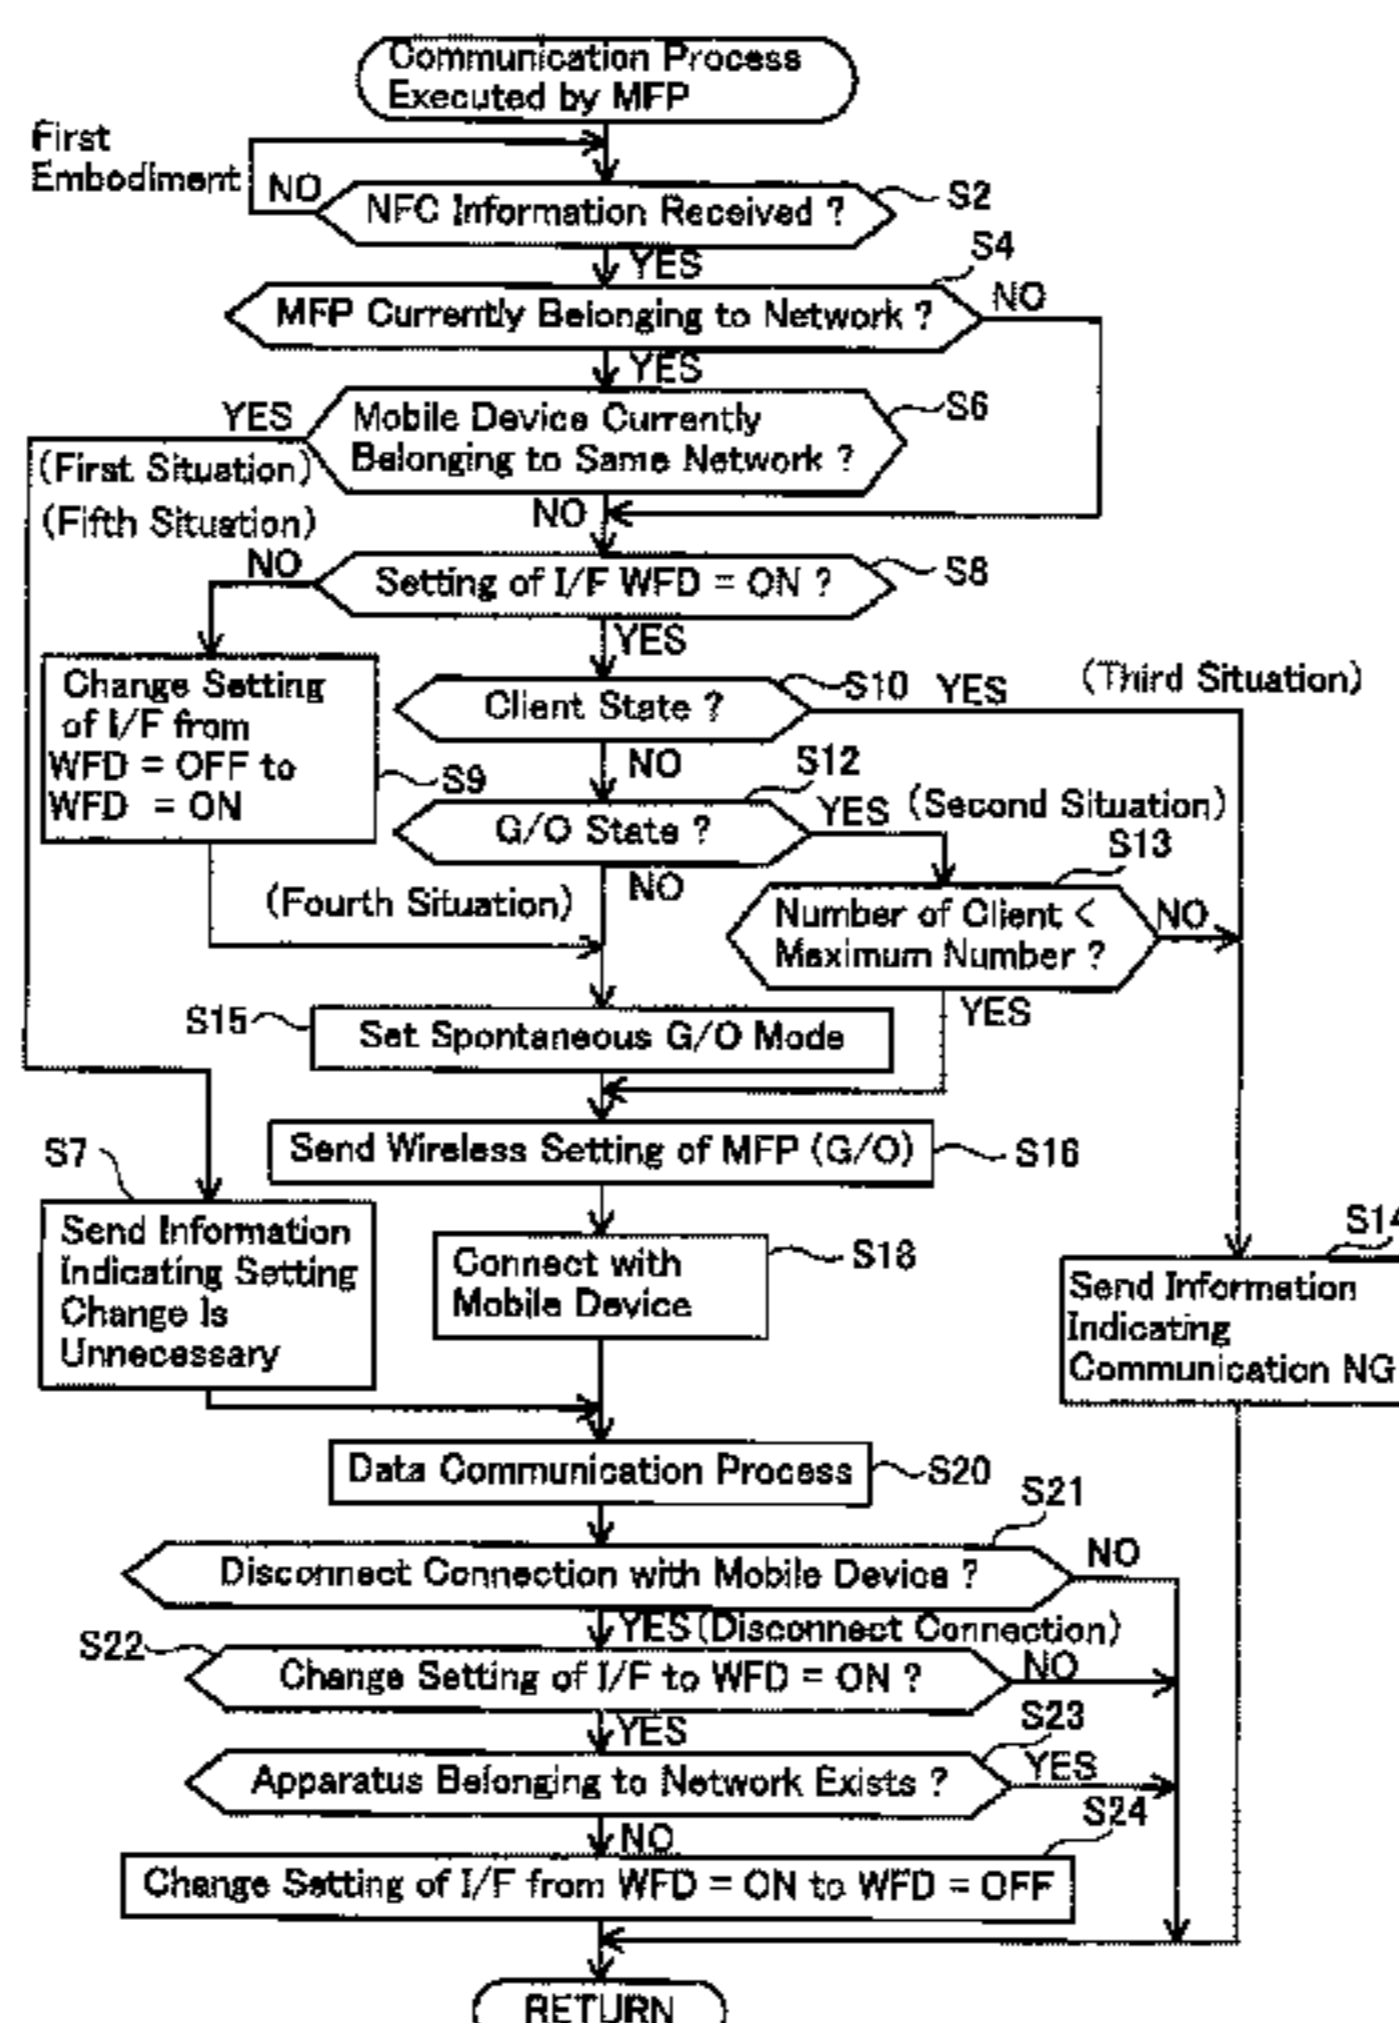 Communication Process
Executed by MFP
First
Embodiment
NO
NFC Information Received ?
S2
YES
S4
MFP Currently Belonging to Network ?
NO
YES
YES
Mobile Device Currently
Belonging to Same Network ?
S6
(First Situation)
(Fifth Situation)
NO
NO
Setting of I/F WFD = ON ?
S8
YES
Change Setting
of I/F from
WFD = OFF to
WFD = ON
S9
Client State ?
S10
YES
(Third Situation)
NO
S12
G/O State ?
YES
(Second Situation)
S13
NO
(Fourth Situation)
Number of Client <
Maximum Number ?
NO
YES
S15
Set Spontaneous G/O Mode
Send Wireless Setting of MFP (G/O)
S16
S7
Send Information
Indicating Setting
Change Is
Unnecessary
Connect with
Mobile Device
S18
S14
Send Information
Indicating
Communication NG
Data Communication Process
S20
S21
Disconnect Connection with Mobile Device ?
NO
YES(Disconnect Connection)
S22
Change Setting of I/F to WFD = ON ?
NO
YES
S23
Apparatus Belonging to Network Exists ?
YES
NO
S24
Change Setting of I/F from WFD = ON to WFD = OFF
RETURN